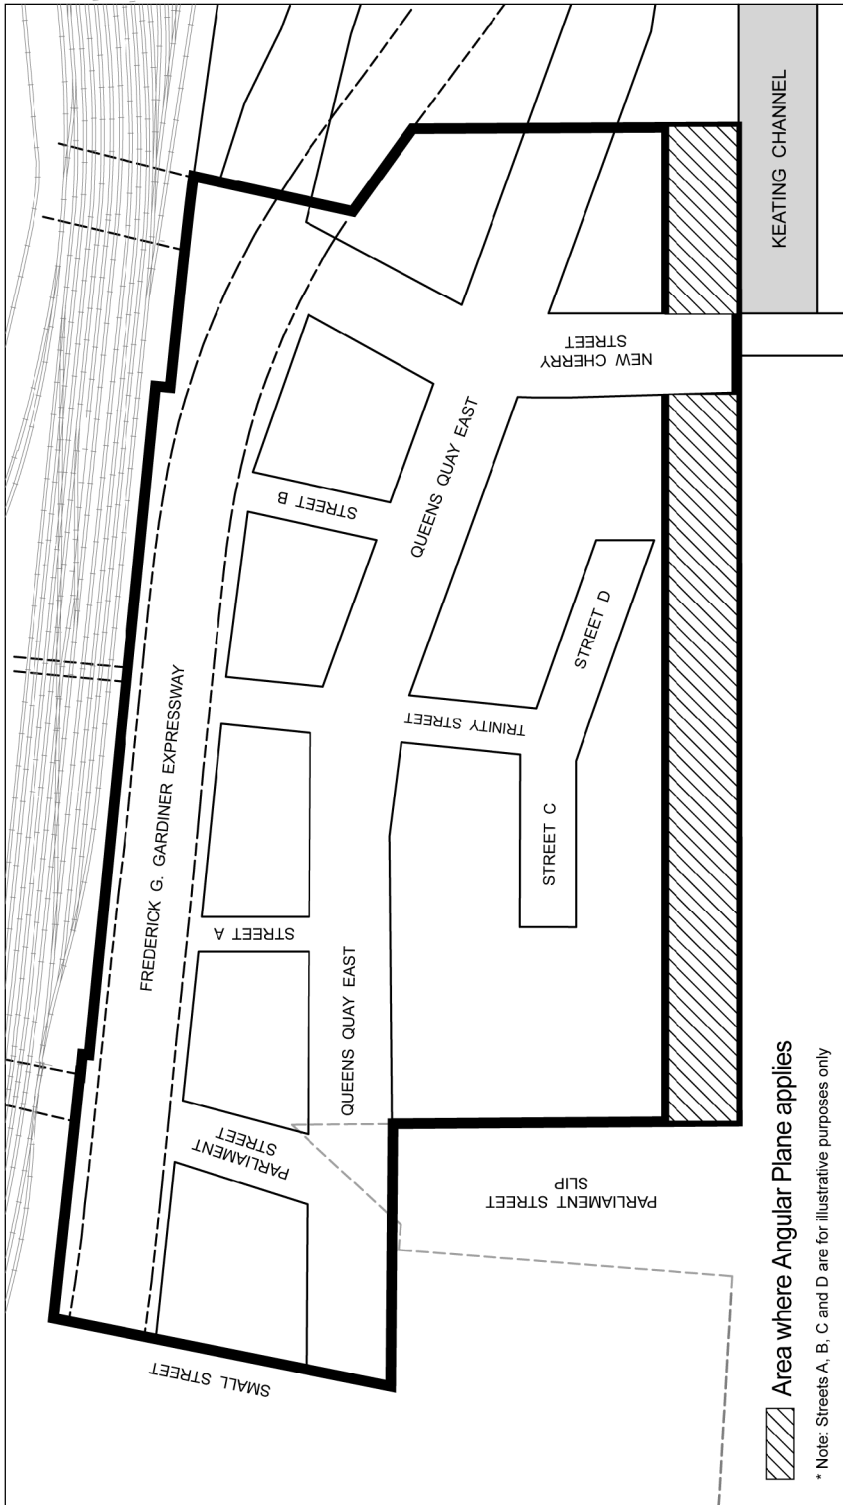 FREDERICK G. GARDINER EXPRESSWAY
SMALL STREET
PARLIAMENT
STREET
STREET A
STREET B
QUEENS QUAY EAST
QUEENS QUAY EAST
TRINITY STREET
STREET C
STREET D
NEW CHERRY
STREET
PARLIAMENT STREET
SLIP
KEATING CHANNEL
Area where Angular Plane applies
* Note: Streets A, B, C and D are for illustrative purposes only